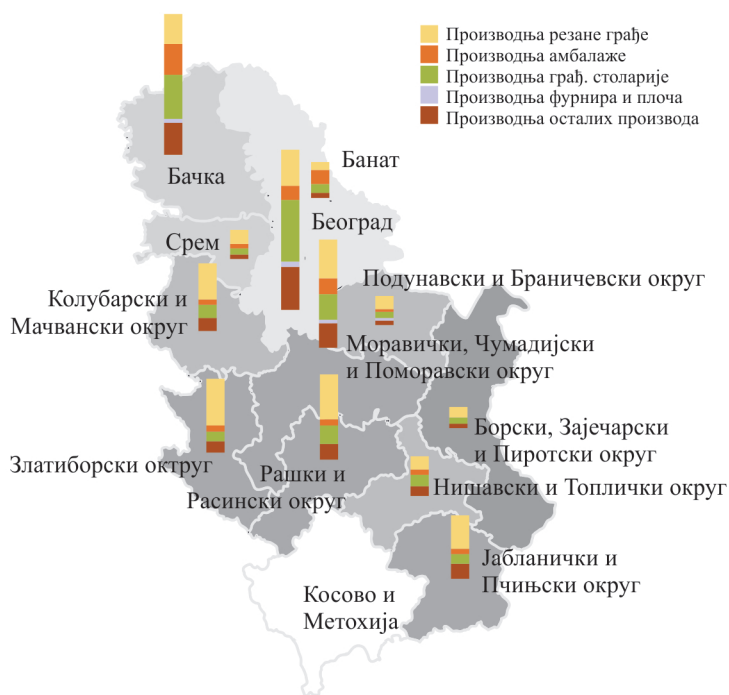 Производња резане грађе
Производња амбалаже
Производња грађ. столарије
Производња фурнира и плоча
Производња осталих производа
Банат
Бачка
Београд
Срем
Подунавски и Браничевски округ
Колубарски и
Мачвански округ
Моравички, Чумадијски
и Поморавски округ
Борски, Зајечарски
и Пиротски округ
Златиборски октруг
Рашки и
Расински округ
Нишавски и Топлички округ
Јабланички и
Пчињски округ
Косово и
Метохија